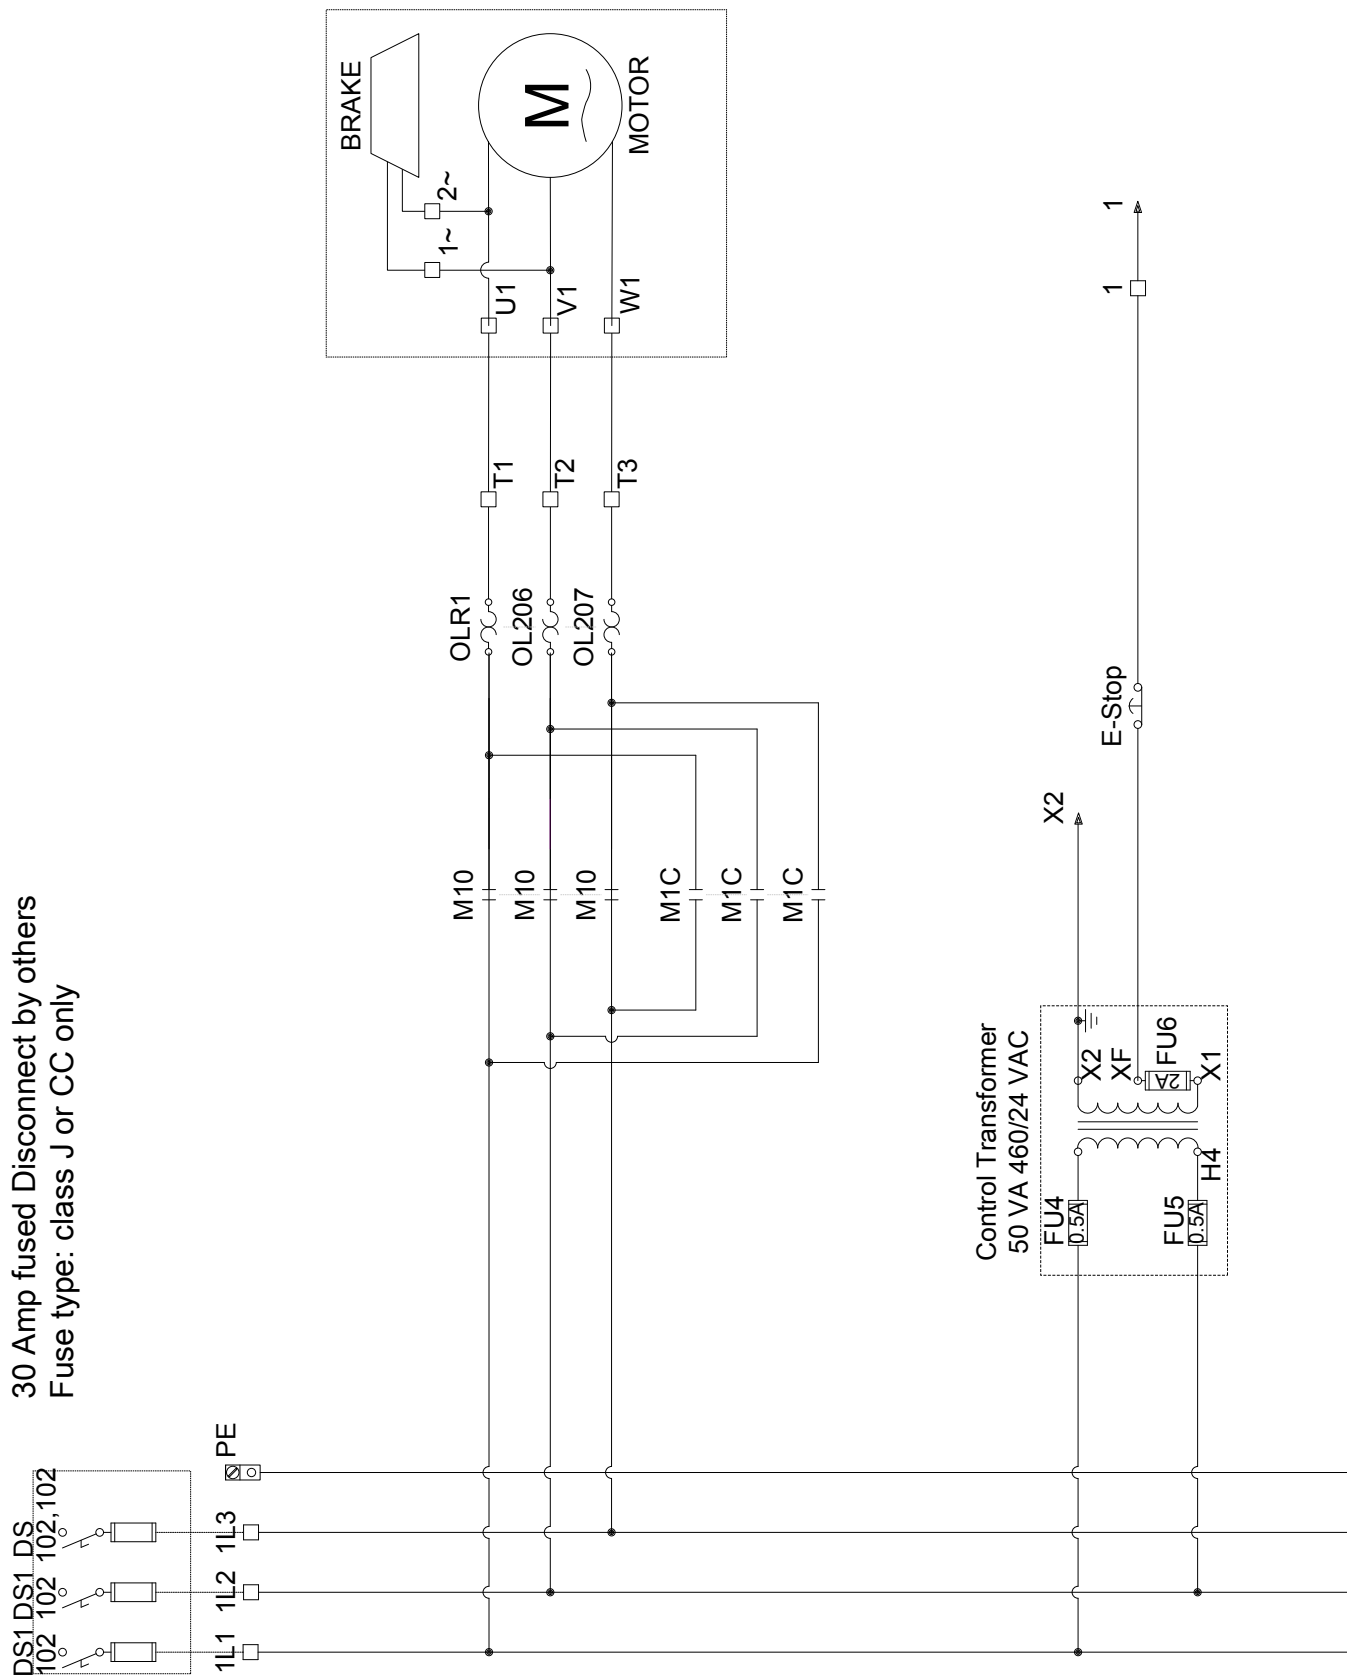 30 Amp fused Disconnect by others
Fuse type: class J or CC only
DS1
102
DS1
102
DS
102,102
1L1
1L2
1L3
PE
M10
M10
M10
M1C
M1C
M1C
OLR1
OL206
OL207
T1
T2
T3
U1
V1
W1
1~
2~
BRAKE
M
MOTOR
Control Transformer
50 VA 460/24 VAC
FU4
0.5A
FU5
0.5A
H4
X2
XF
2A
FU6
X1
X2
E-Stop
1
1